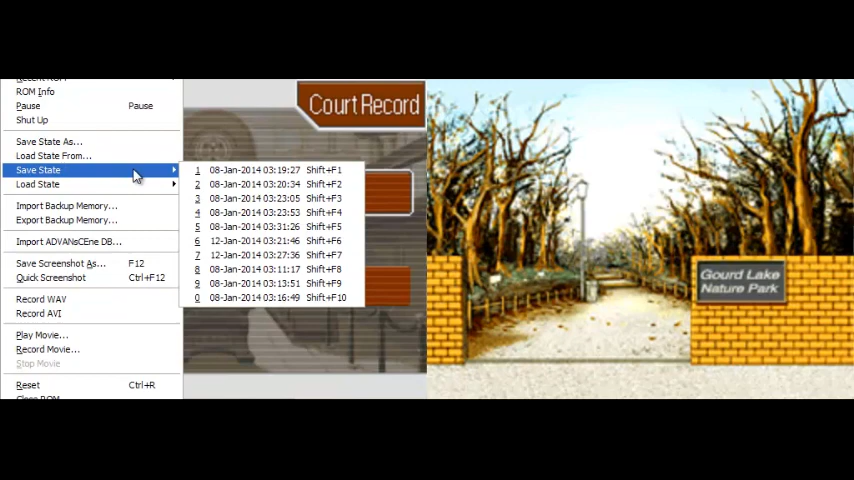 Recent ROM
ROM Info
Pause Pause
Shut Up
Save State As...
Load State From...
Save State
Load State
Import Backup Memory...
Export Backup Memory...
Import ADVANsCEne DB...
Save Screenshot As... F12
Quick Screenshot Ctrl+F12
Record WAV
Record AVI
Play Movie...
Record Movie...
Stop Movie
Reset Ctrl+R
Close ROM
1 08-Jan-2014 03:19:27 Shift+F1
2 08-Jan-2014 03:20:34 Shift+F2
3 08-Jan-2014 03:23:05 Shift+F3
4 08-Jan-2014 03:23:53 Shift+F4
5 08-Jan-2014 03:31:26 Shift+F5
6 12-Jan-2014 03:21:46 Shift+F6
7 12-Jan-2014 03:27:36 Shift+F7
8 08-Jan-2014 03:11:17 Shift+F8
9 08-Jan-2014 03:13:51 Shift+F9
0 08-Jan-2014 03:16:49 Shift+F10
Court Record
Gourd Lake
Nature Park